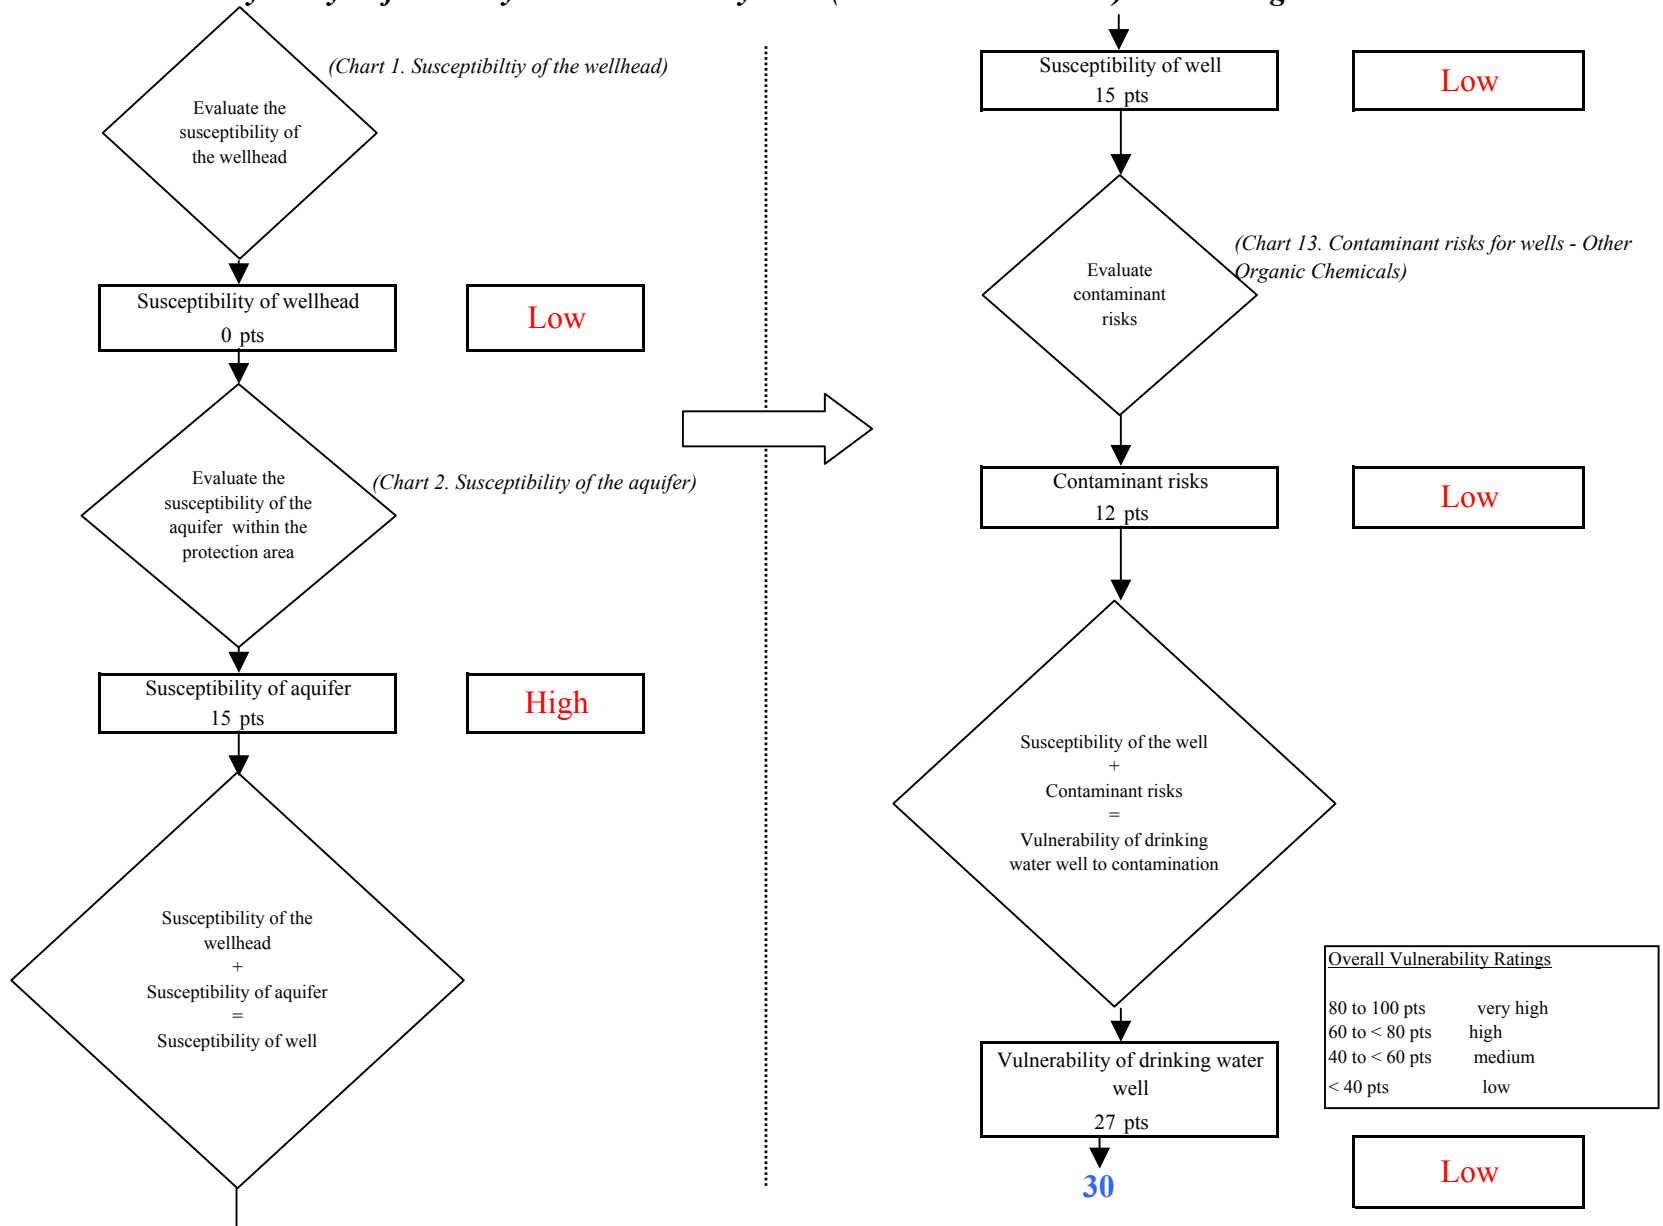 (Chart 1. Susceptibiltiy of the wellhead)
Evaluate the
susceptibility of
the wellhead
Susceptibility of wellhead
0 pts
Low
Evaluate the
susceptibility of the
aquifer within the
protection area
(Chart 2. Susceptibility of the aquifer)
Susceptibility of aquifer
15 pts
High
Susceptibility of the
wellhead
+
Susceptibility of aquifer
=
Susceptibility of well
Susceptibility of well
15 pts
Low
Evaluate
contaminant
risks
(Chart 13. Contaminant risks for wells - Other
Organic Chemicals)
Contaminant risks
12 pts
Low
Susceptibility of the well
+
Contaminant risks
=
Vulnerability of drinking
water well to contamination
Overall Vulnerability Ratings
80 to 100 pts very high
60 to < 80 pts high
40 to < 60 pts medium
< 40 pts low
Vulnerability of drinking water
well
27 pts
30
Low